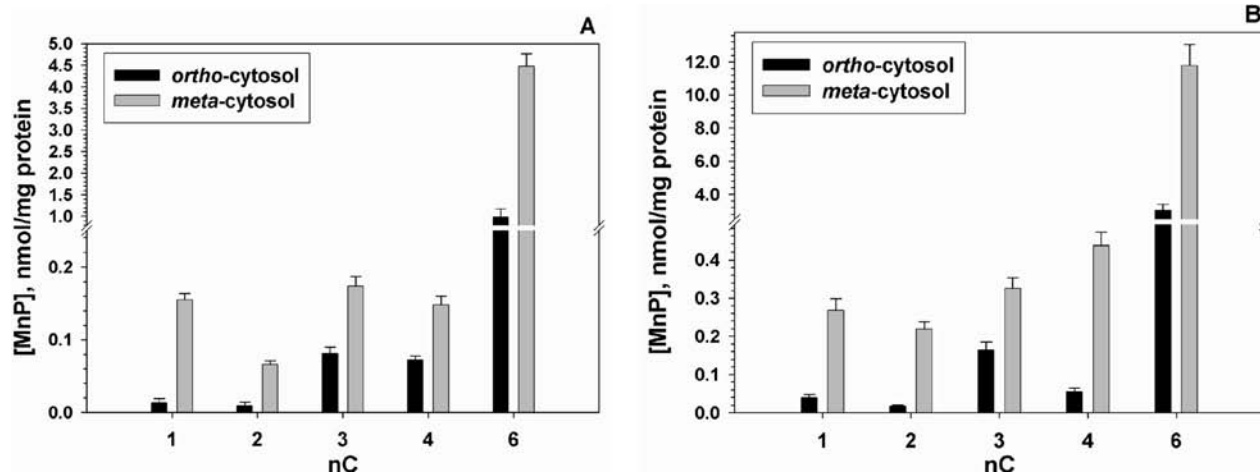 A
[MnP], nmol/mg protein
5.0
4.5
4.0
3.5
3.0
2.5
2.0
1.5
1.0
0.2
0.1
0.0
ortho-cytosol
meta-cytosol
1 2 3 4 6
nC
B
[MnP], nmol/mg protein
12.0
10.0
8.0
6.0
4.0
0.4
0.3
0.2
0.1
0.0
ortho-cytosol
meta-cytosol
1 2 3 4 6
nC